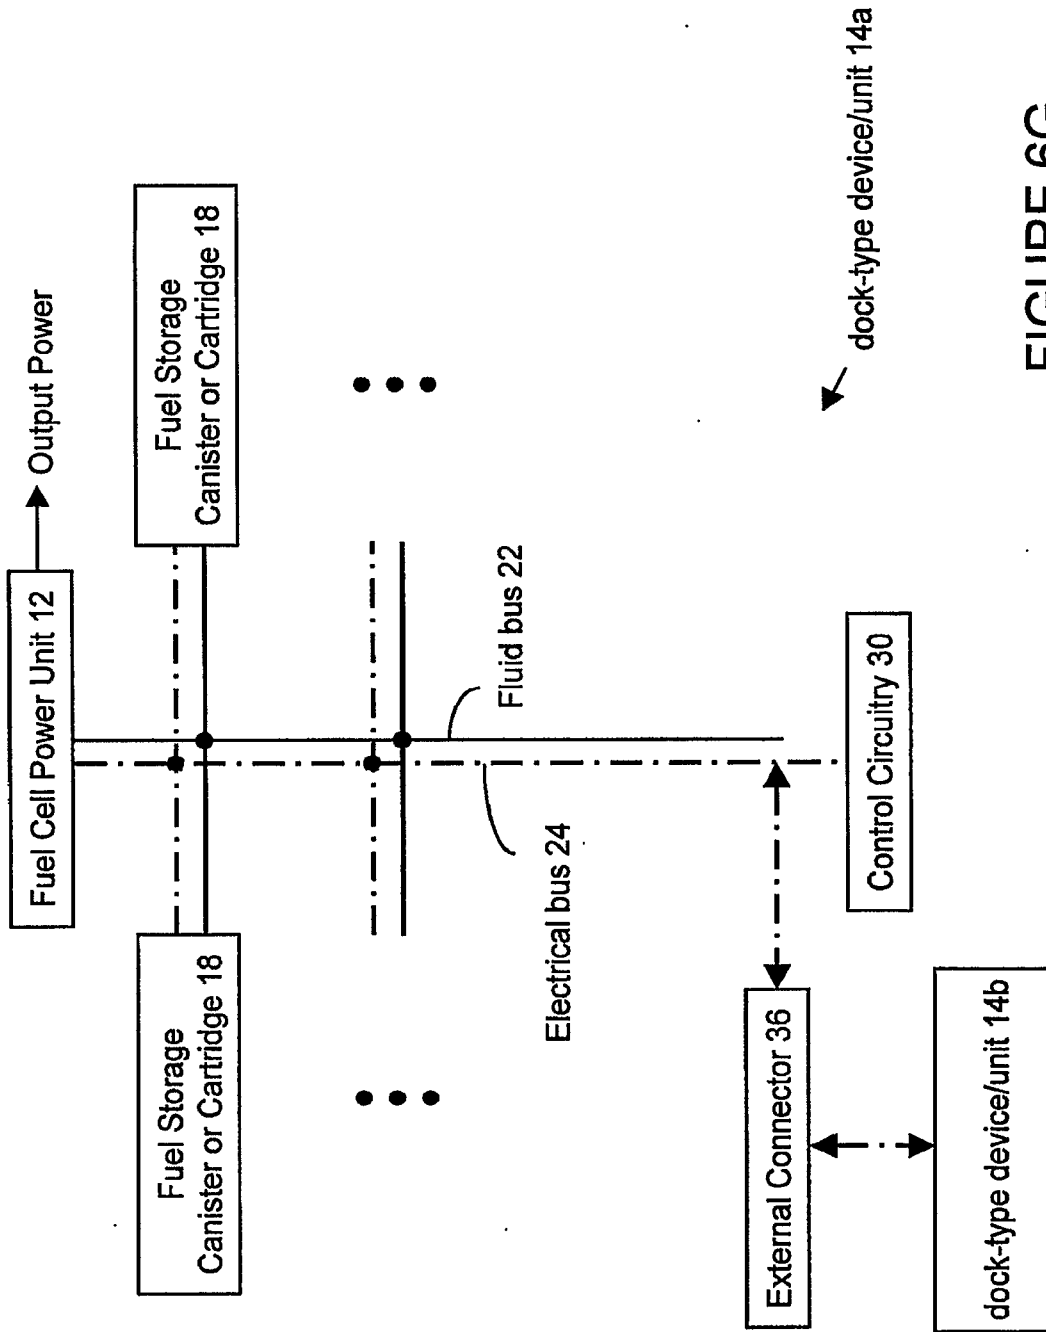 Fuel Cell Power Unit 12
Output Power
Fuel Storage
Canister or Cartridge 18
Fuel Storage
Canister or Cartridge 18
Fluid bus 22
Electrical bus 24
External Connector 36
Control Circuitry 30
dock-type device/unit 14b
dock-type device/unit 14a
FIGURE 6G